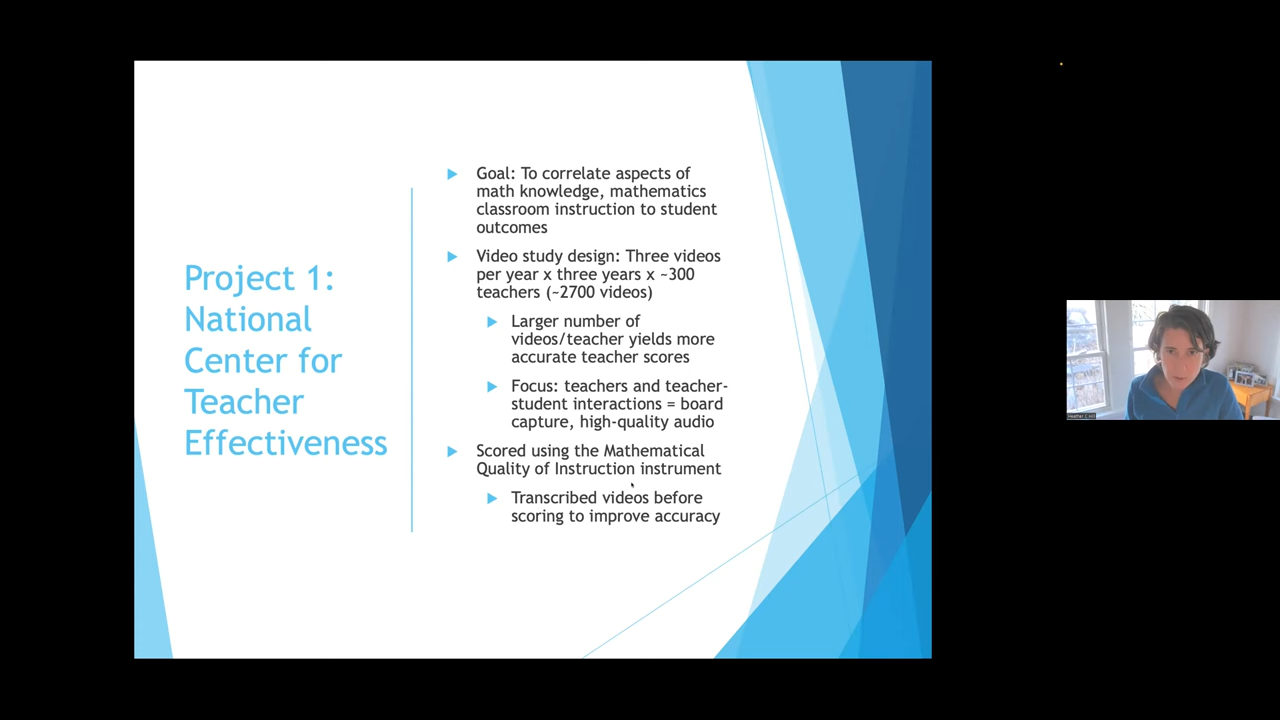 Project 1:
National
Center for
Teacher
Effectiveness
Goal: To correlate aspects of
math knowledge, mathematics
classroom instruction to student
outcomes
Video study design: Three videos
per year x three years x ~300
teachers (~2700 videos)
Larger number of
videos/teacher yields more
accurate teacher scores
Focus: teachers and teacher-
student interactions = board
capture, high-quality audio
Scored using the Mathematical
Quality of Instruction instrument
Transcribed videos before
scoring to improve accuracy